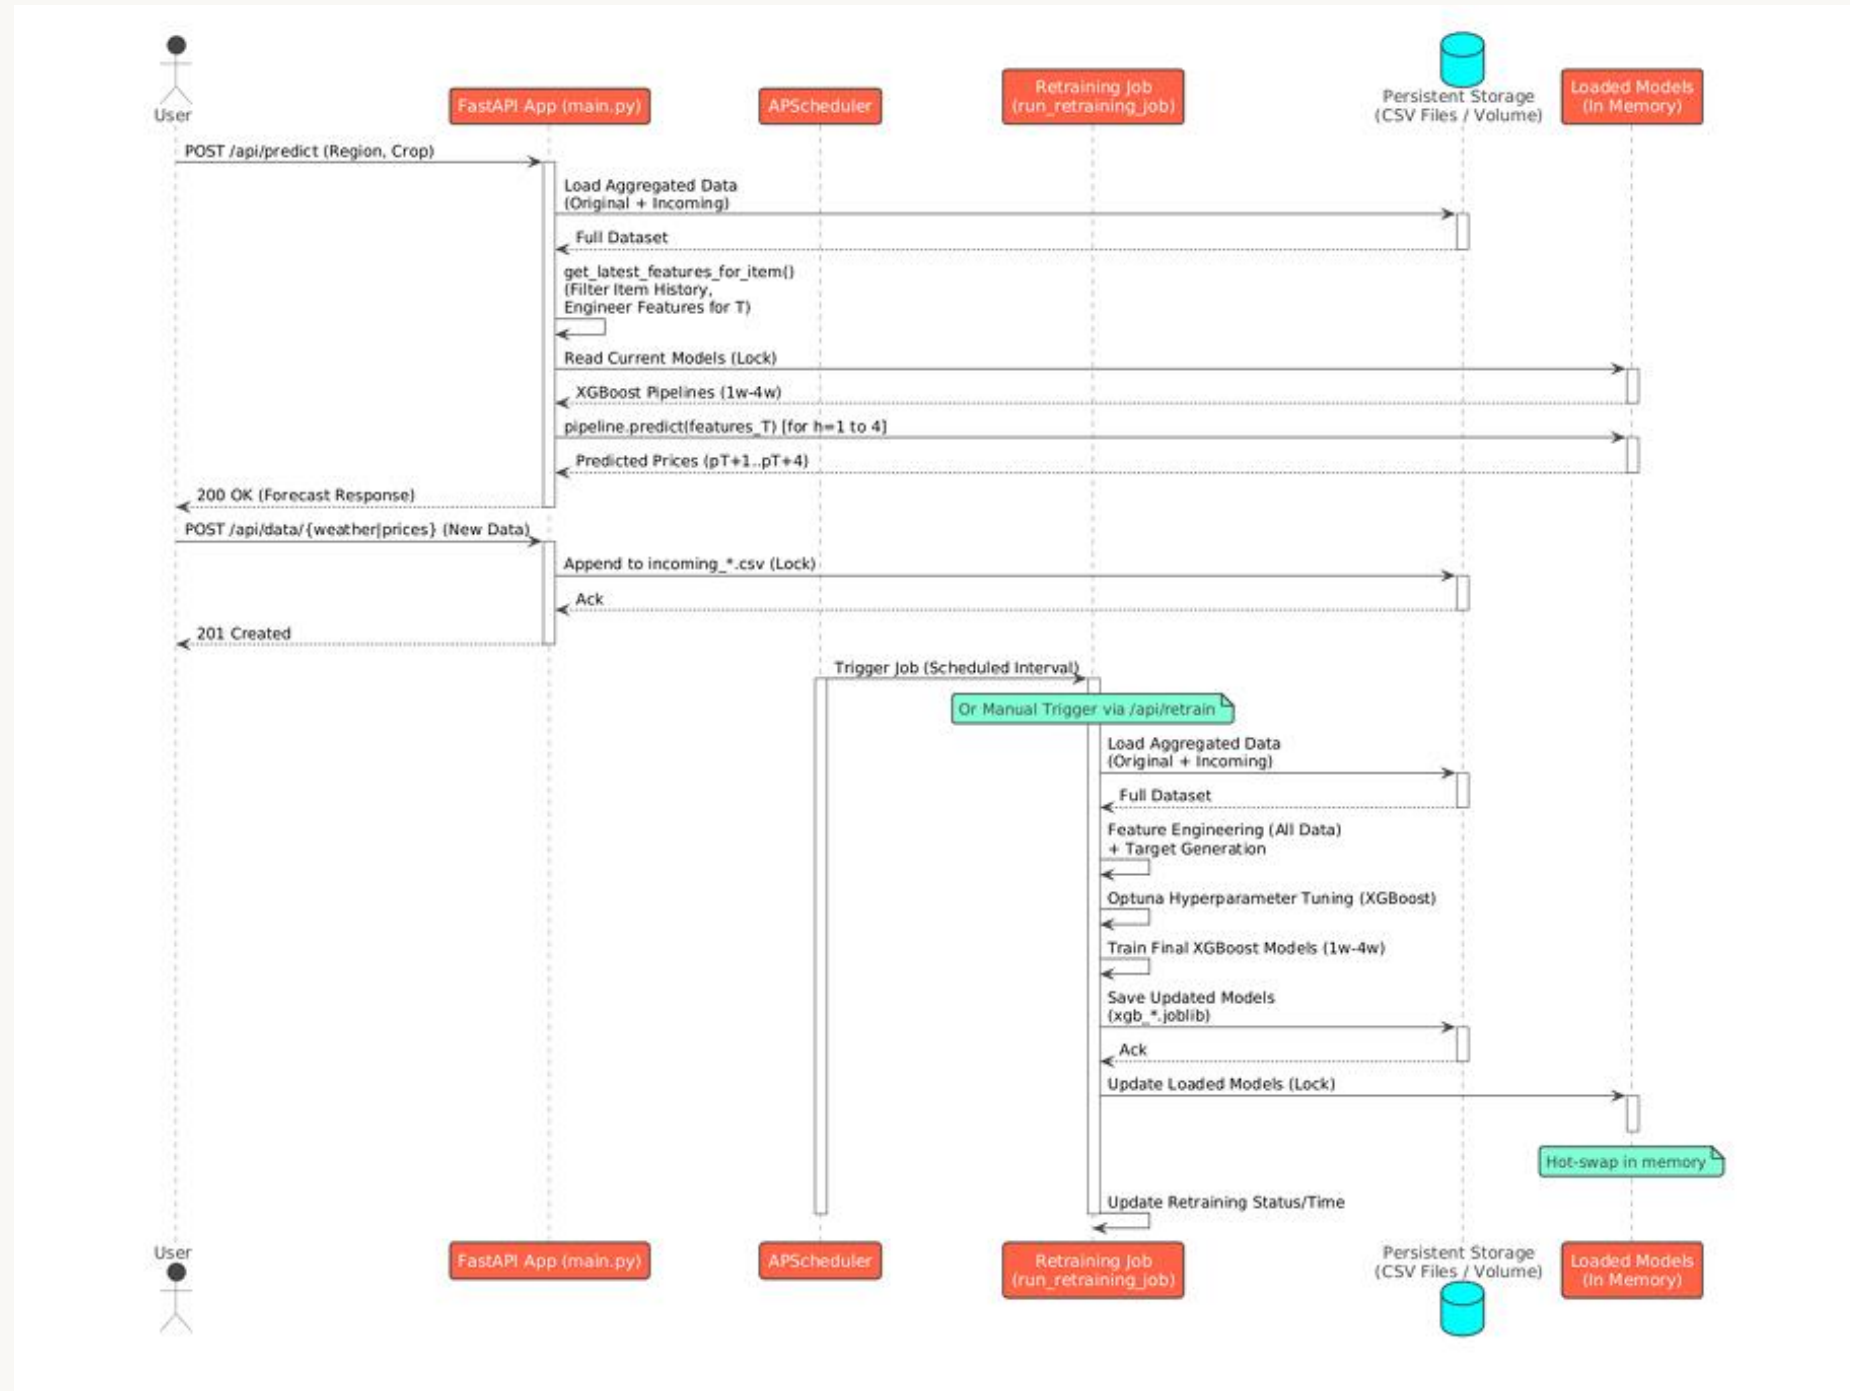 User
FastAPI App (main.py)
APScheduler
Retraining Job
(run_retraining_job)
Persistent Storage
(CSV Files / Volume)
Loaded Models
(In Memory)
POST /api/predict (Region, Crop)
Load Aggregated Data
(Original + Incoming)
Full Dataset
get_latest_features_for_item()
(Filter Item History,
Engineer Features for T)
Read Current Models (Lock)
XGBoost Pipelines (1w-4w)
pipeline.predict(features_T) [for h=1 to 4]
Predicted Prices (pT+1..pT+4)
200 OK (Forecast Response)
POST /api/data/{weather|prices} (New Data)
Append to incoming_*.csv (Lock)
Ack
201 Created
Trigger Job (Scheduled Interval)
Or Manual Trigger via /api/retrain
Load Aggregated Data
(Original + Incoming)
Full Dataset
Feature Engineering (All Data)
+ Target Generation
Optuna Hyperparameter Tuning (XGBoost)
Train Final XGBoost Models (1w-4w)
Save Updated Models
(xgb_*.joblib)
Ack
Update Loaded Models (Lock)
Hot-swap in memory
Update Retraining Status/Time
User
FastAPI App (main.py)
APScheduler
Retraining Job
(run_retraining_job)
Persistent Storage
(CSV Files / Volume)
Loaded Models
(In Memory)